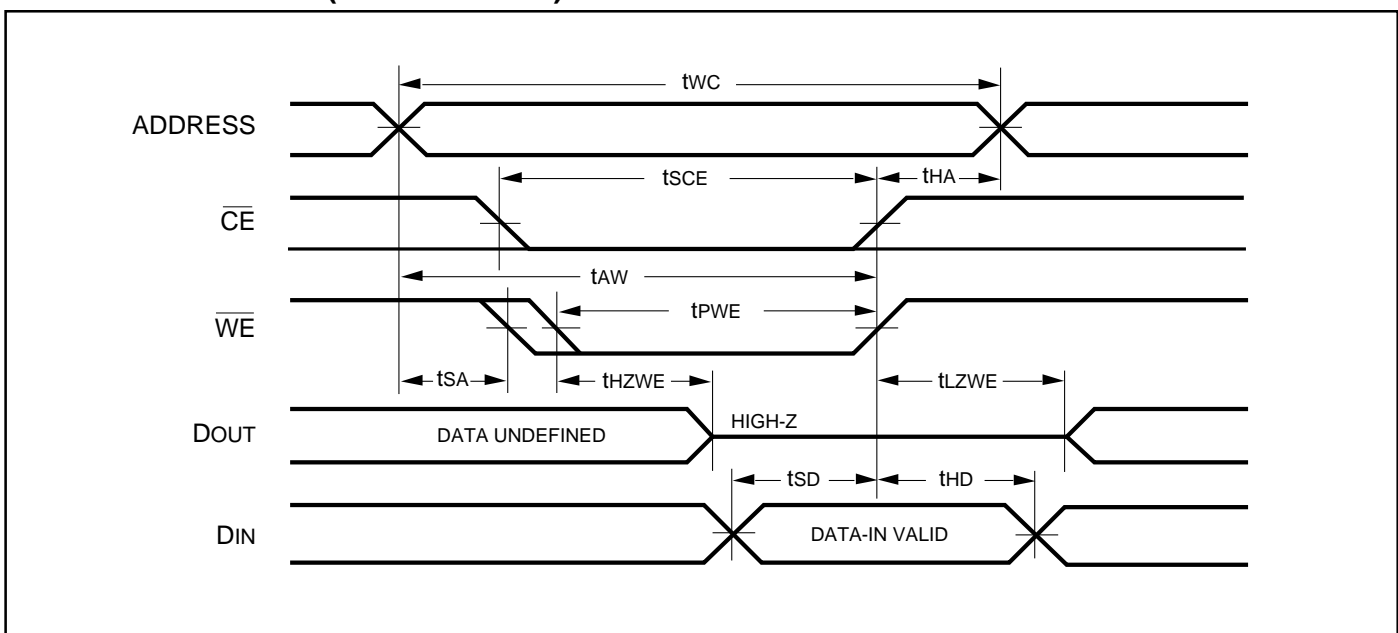 tWC
ADDRESS
tSCE
tHA
CE
tAW
tPWE
WE
tSA
tHZWE
tLZWE
DOUT
DATA UNDEFINED
HIGH-Z
tSD
tHD
DIN
DATA-IN VALID